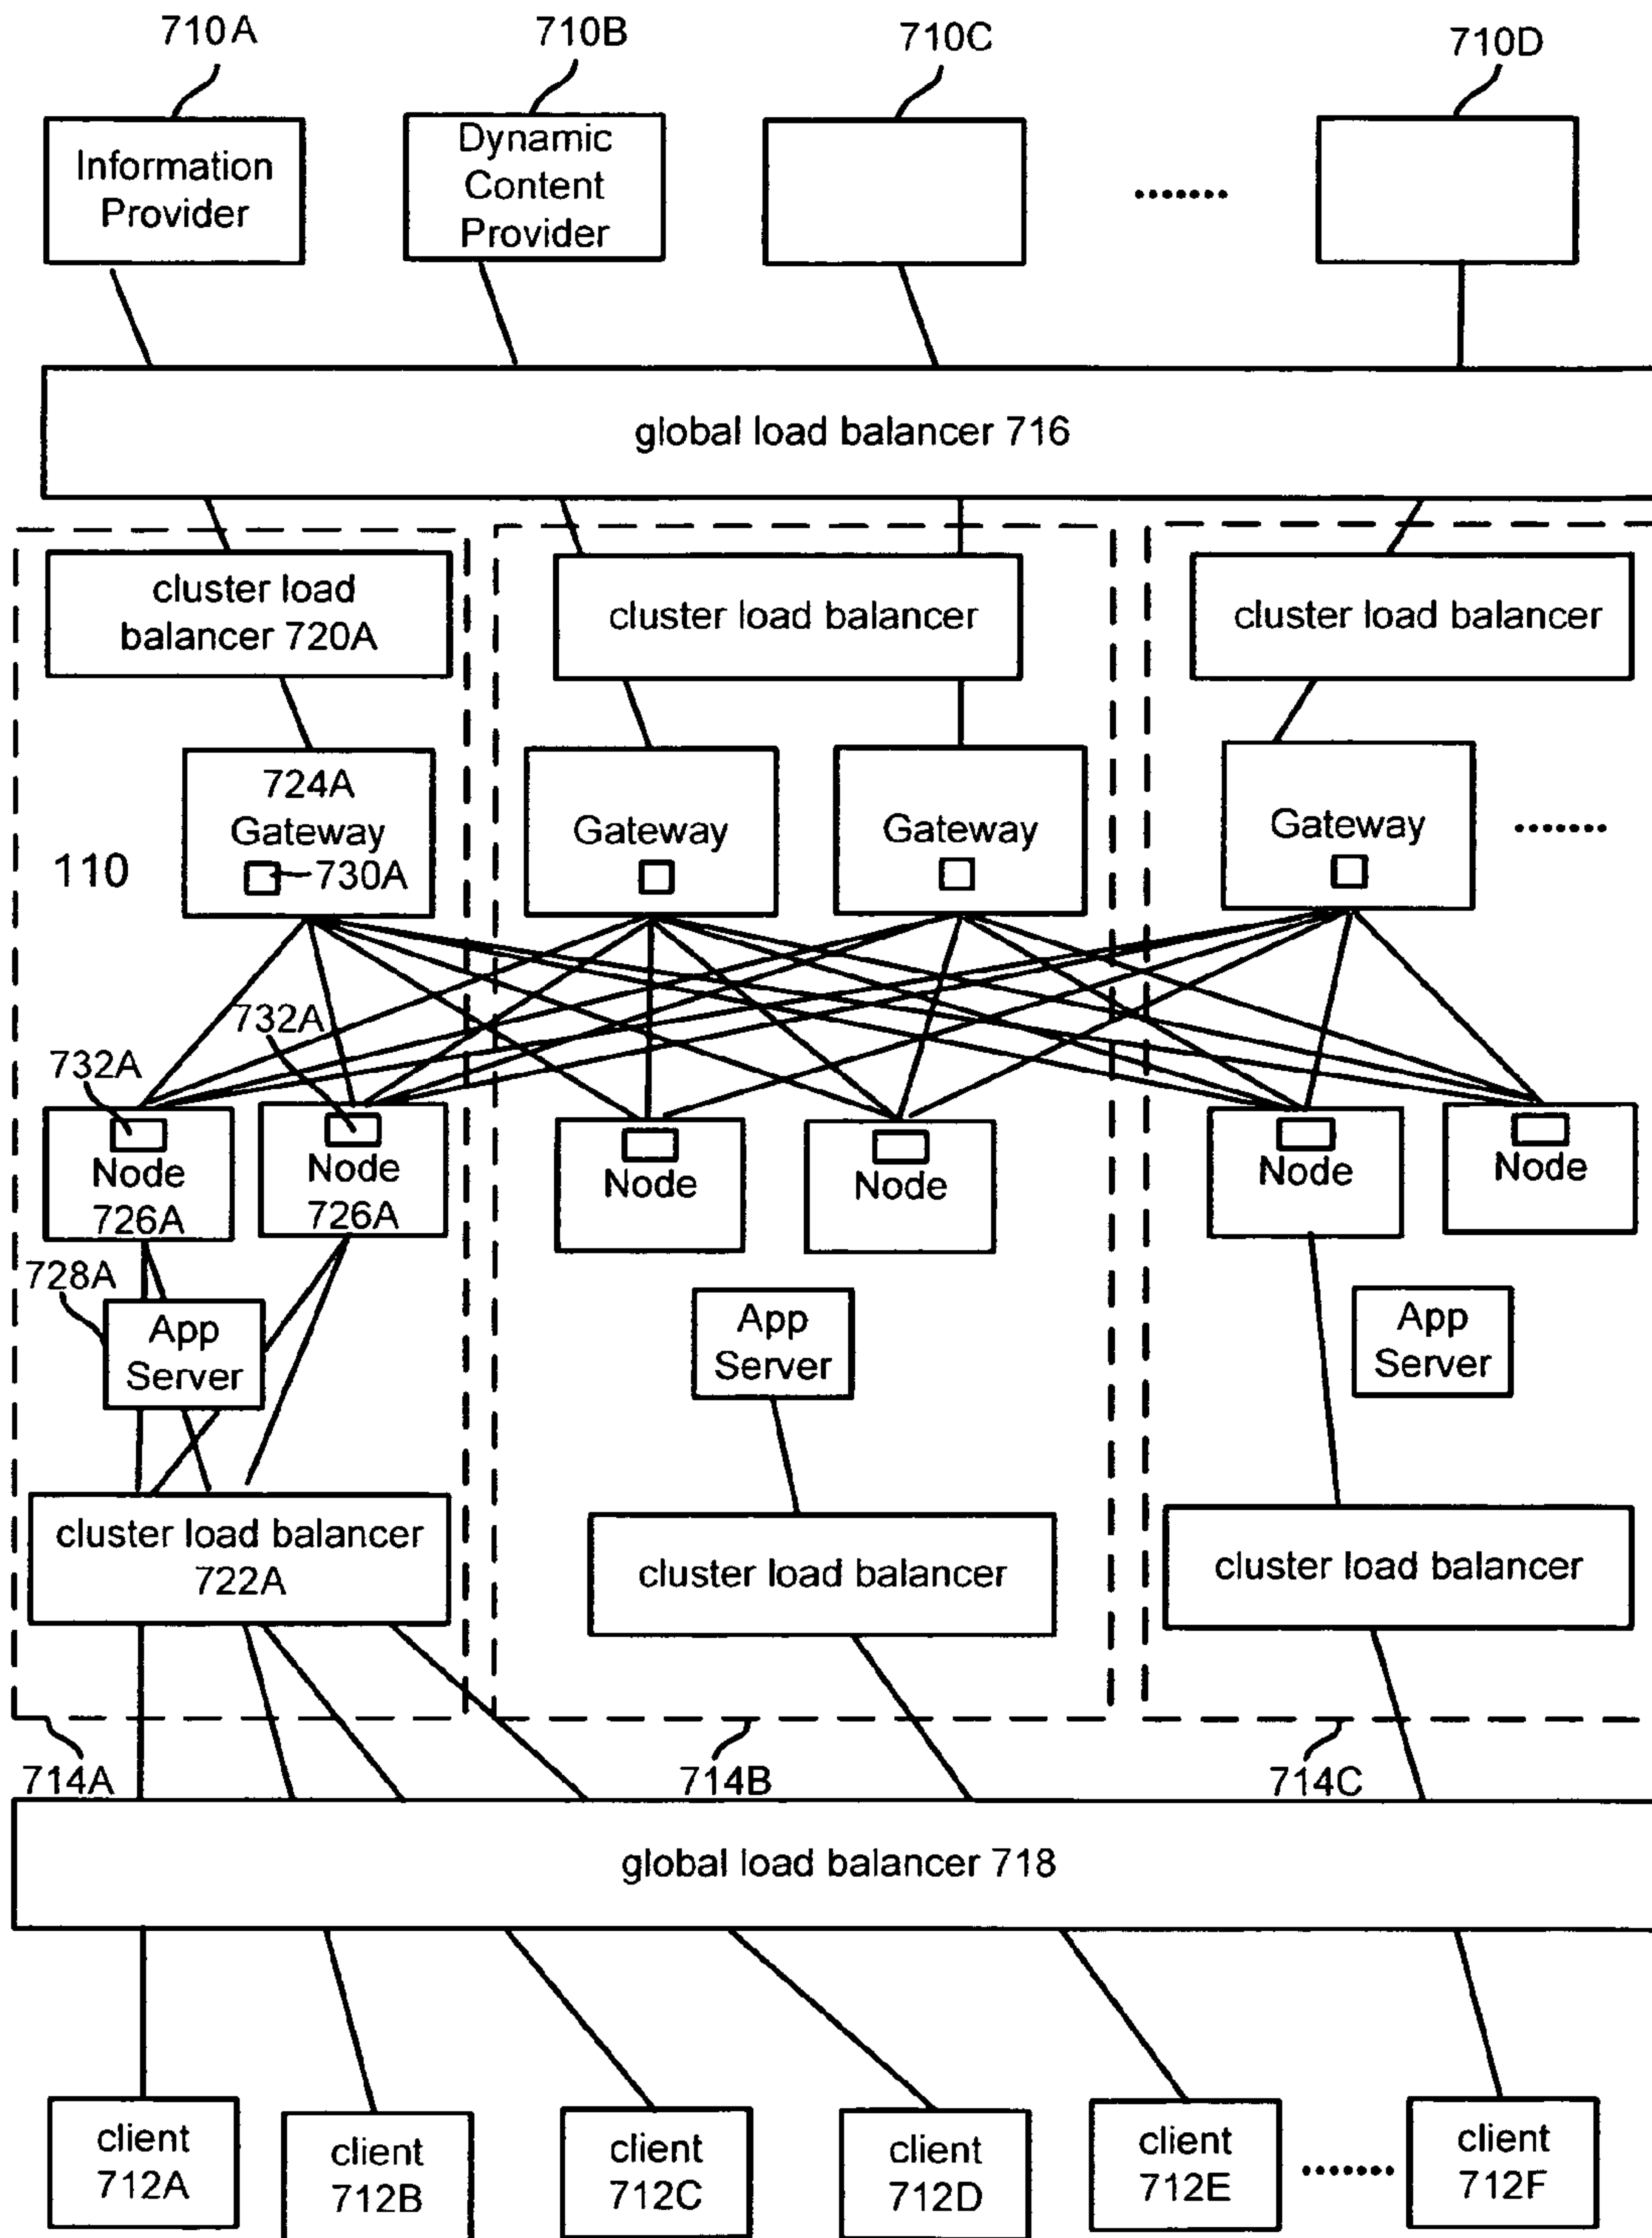 710A
710B
710C
710D
Information
Provider
Dynamic
Content
Provider
........
global load balancer 716
cluster load
balancer 720A
cluster load balancer
cluster load balancer
724A
Gateway
730A
Gateway
Gateway
Gateway
........
110
732A
732A
Node
726A
Node
726A
Node
Node
Node
Node
728A
App
Server
App
Server
App
Server
cluster load balancer
722A
cluster load balancer
cluster load balancer
714A
714B
714C
global load balancer 718
client
712A
client
712B
client
712C
client
712D
client
712E
........
client
712F